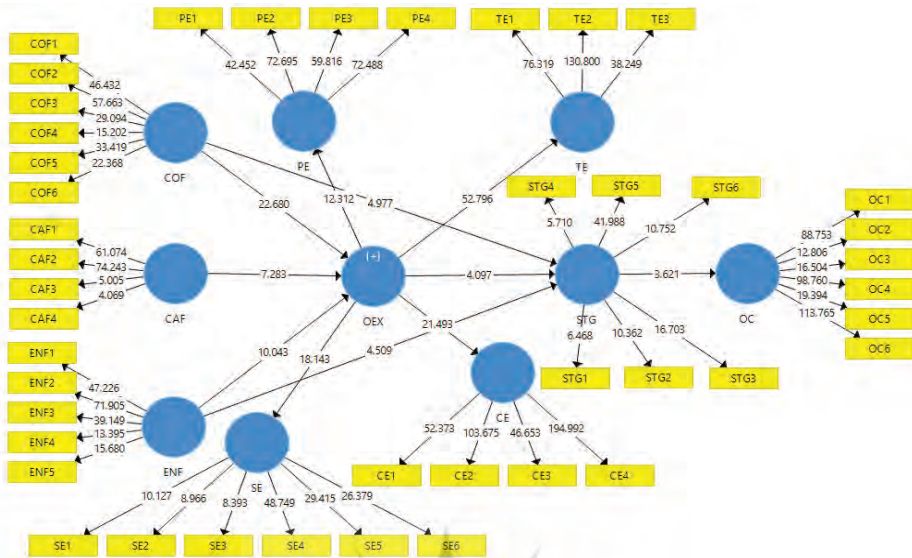 PE1
PE2
PE3
PE4
TE1
TE2
TE3
COF1
COF2
COF3
COF4
COF5
COF6
46.432
57.663
29.094
15.202
33.419
22.368
COF
42.452
72.695
59.816
72.488
PE
76.319
130.800
38.249
TE
22.680
12.312
4.977
52.796
STG4
STG5
STG6
5.710
41.988
10.752
OC1
OC2
OC3
OC4
OC5
OC6
88.753
12.806
16.504
98.760
19.394
113.765
OC
CAF1
CAF2
CAF3
CAF4
61.074
74.243
5.005
4.069
CAF
7.283
(+)
OEX
4.097
STG
3.621
10.043
18.143
4.509
21.493
6.468
10.362
16.703
STG1
STG2
STG3
ENF1
ENF2
ENF3
ENF4
ENF5
47.226
71.905
39.149
13.395
15.680
ENF
SE
CE
52.373
103.675
46.653
194.992
CE1
CE2
CE3
CE4
10.127
8.966
8.393
48.749
29.415
26.379
SE1
SE2
SE3
SE4
SE5
SE6